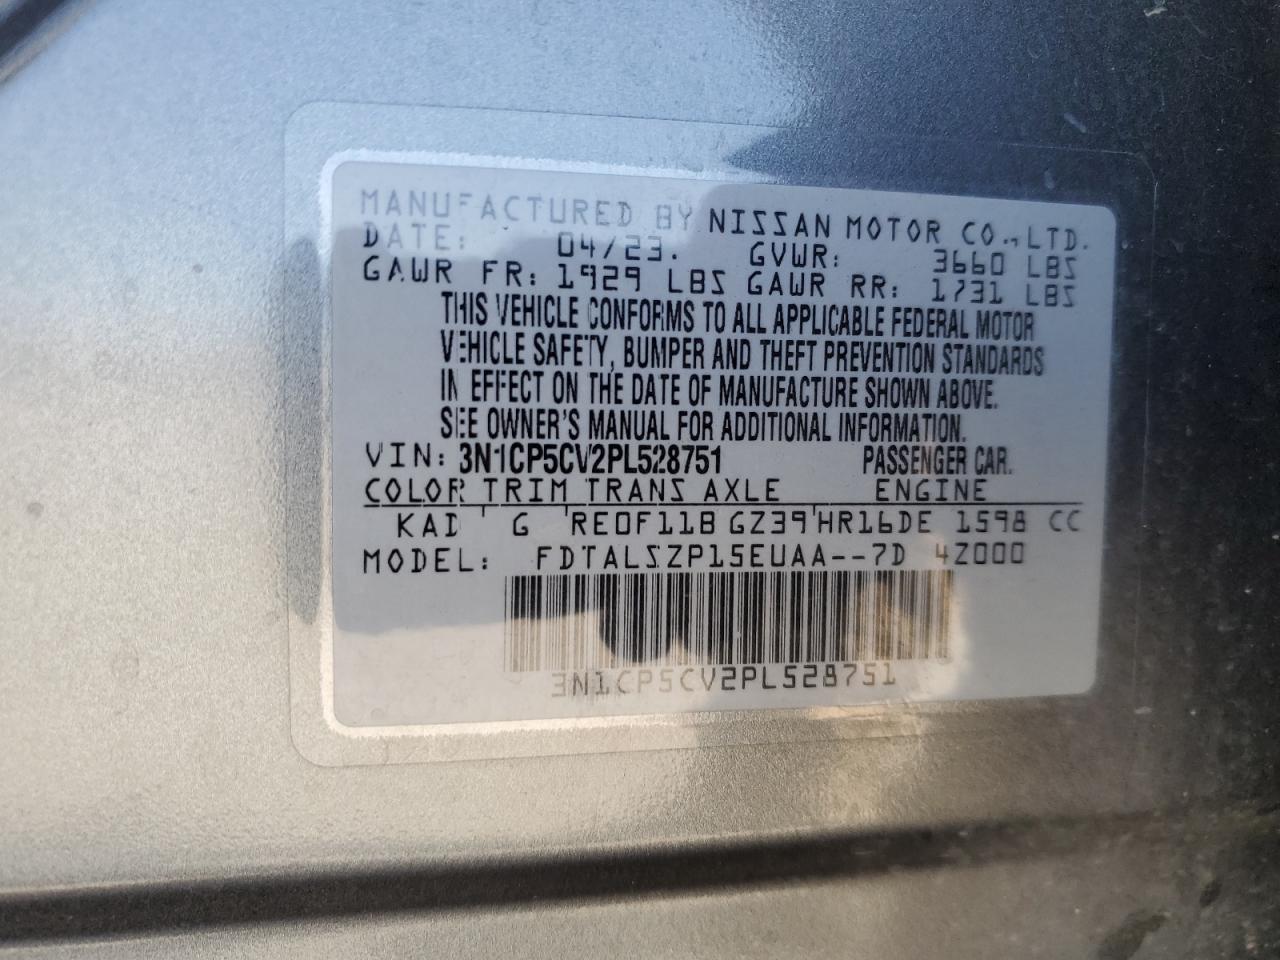 MANUFACTURED BY NISSAN MOTOR CO.,LTD.
DATE: 04/23. GVWR: 3660 LBS
GAWR FR: 1929 LBS GAWR RR: 1731 LBS
THIS VEHICLE CONFORMS TO ALL APPLICABLE FEDERAL MOTOR
VEHICLE SAFETY, BUMPER AND THEFT PREVENTION STANDARDS
IN EFFECT ON THE DATE OF MANUFACTURE SHOWN ABOVE.
SEE OWNER'S MANUAL FOR ADDITIONAL INFORMATION.
VIN: 3N1CP5CV2PL528751 PASSENGER CAR.
COLOR TRIM TRANS AXLE ENGINE
KAD G RE0F11B GZ39 HR16DE 1598 CC
MODEL: FDTALSZP15EUAA--7D 4Z000
3N1CP5CV2PL528751